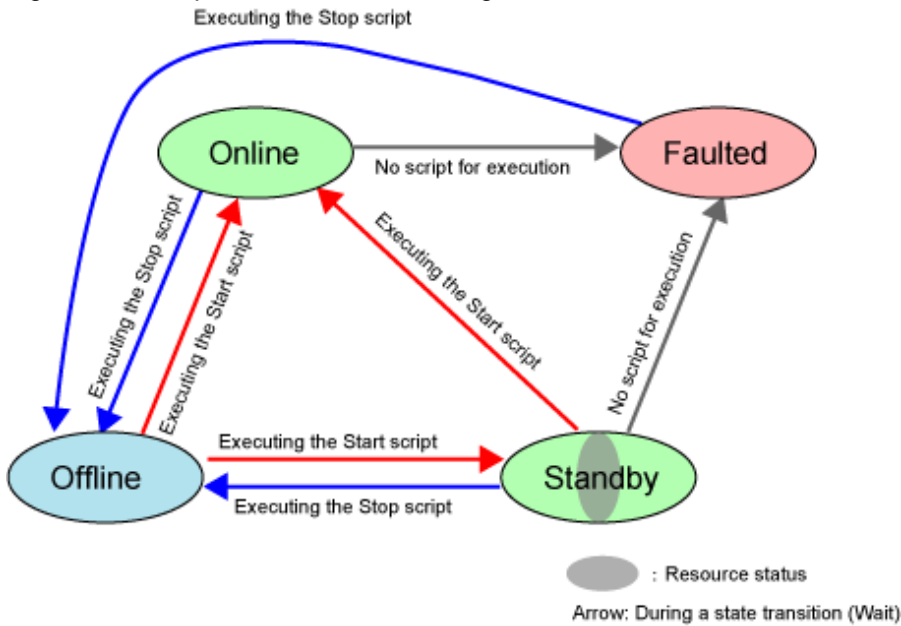 Executing the Stop script
Online
Faulted
No script for execution
Executing the Stop script
Executing the Start script
Executing the Start script
No script for execution
Offline
Executing the Start script
Standby
Executing the Stop script
: Resource status
Arrow: During a state transition (Wait)